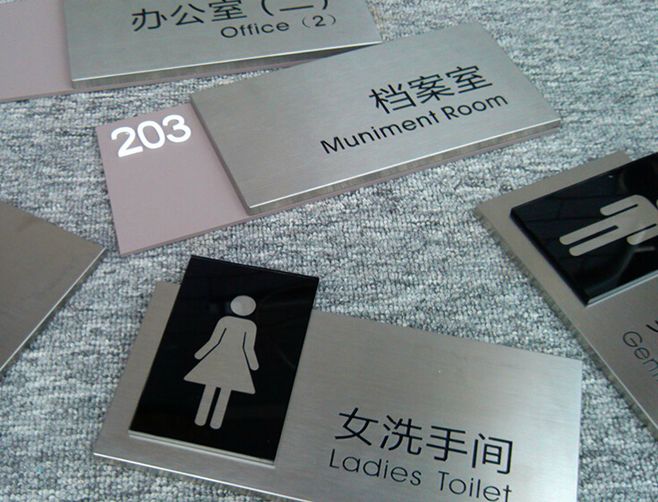 办公室（二）
Office（2）
203
档案室
Muniment Room
女洗手间
Ladies Toilet